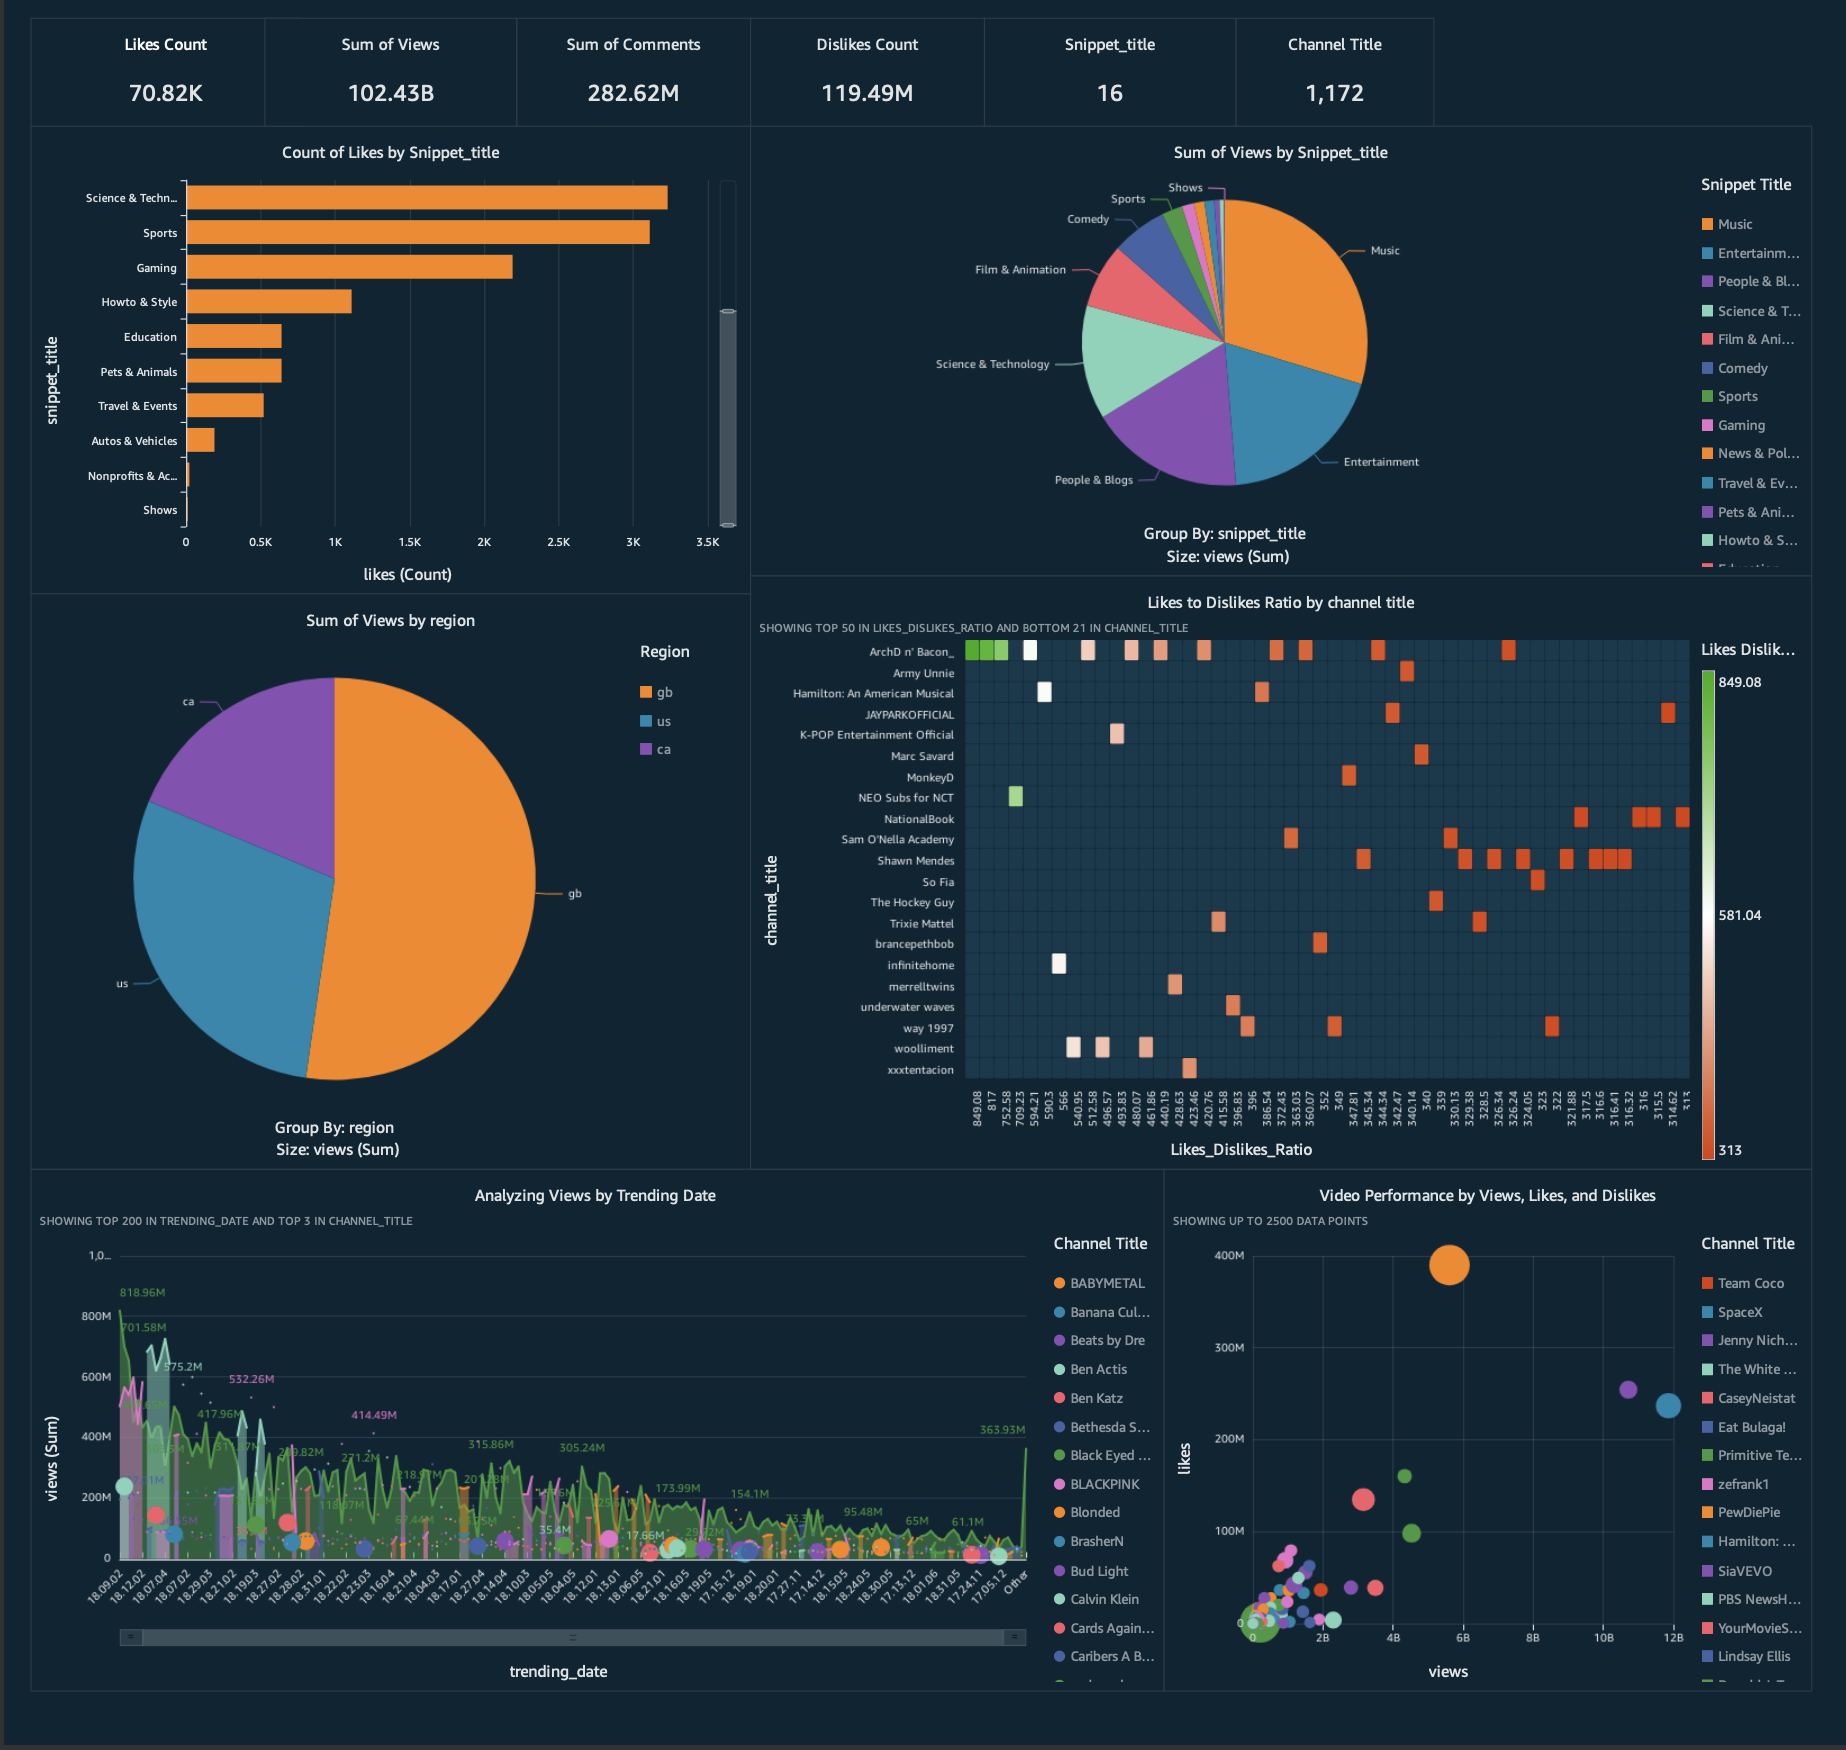 Likes Count
Sum of Views
Sum of Comments
Dislikes Count
Snippet_title
Channel Title
70.82K
102.43B
282.62M
119.49M
16
1,172
Count of Likes by Snippet_title
snippet_title
Science & Techn...
Sports
Gaming
Howto & Style
Education
Pets & Animals
Travel & Events
Autos & Vehicles
Nonprofits & Ac...
Shows
0 0.5K 1K 1.5K 2K 2.5K 3K 3.5K
likes (Count)
Sum of Views by Snippet_title
Shows
Sports
Comedy
Film & Animation
Science & Technology
People & Blogs
Entertainment
Music
Group By: snippet_title
Size: views (Sum)
Snippet Title
Music
Entertainm...
People & Bl...
Science & T...
Film & Ani...
Comedy
Sports
Gaming
News & Pol...
Travel & Ev...
Pets & Ani...
Howto & S...
Sum of Views by region
ca
gb
us
Region
gb
us
ca
Group By: region
Size: views (Sum)
Likes to Dislikes Ratio by channel title
SHOWING TOP 50 IN LIKES_DISLIKES_RATIO AND BOTTOM 21 IN CHANNEL_TITLE
channel_title
ArchD n' Bacon_
Army Unnie
Hamilton: An American Musical
JAYPARKOFFICIAL
K-POP Entertainment Official
Marc Savard
MonkeyD
NEO Subs for NCT
NationalBook
Sam O'Nella Academy
Shawn Mendes
So Fia
The Hockey Guy
Trixie Mattel
brancepethbob
infinitehome
merrelltwins
underwater waves
way 1997
woolliment
xxxtentacion
849.08 817 752.58 709.23 594.21 590.3 566 540.95 512.58 496.57 493.83 480.07 461.86 440.19 428.63 423.46 420.76 415.58 396.83 396 386.54 372.43 363.03 360.07 352 349 347.81 345.34 344.34 342.47 340.14 340 339 330.13 329.38 328.5 326.34 326.24 324.05 323 322 321.88 317.5 316.6 316.41 316.32 316 315.5 314.62 313
Likes_Dislikes_Ratio
Likes Dislik...
849.08
581.04
313
Analyzing Views by Trending Date
SHOWING TOP 200 IN TRENDING_DATE AND TOP 3 IN CHANNEL_TITLE
views (Sum)
1,0...
800M
600M
400M
200M
0
818.96M
701.58M
575.2M
532.26M
417.96M
414.49M
271.2M
315.86M
305.24M
363.93M
173.99M
154.1M
95.48M
65M
61.1M
35.4M
17.66M
18.09.02 18.12.02 18.07.04 18.07.02 18.29.03 18.21.02 18.19.03 18.27.02 18.28.02 18.31.01 18.22.02 18.23.03 18.16.04 18.21.04 18.04.03 18.17.01 18.27.04 18.14.04 18.10.03 18.05.05 18.04.05 18.12.01 18.13.01 18.06.05 18.21.01 18.16.05 18.19.05 17.15.12 18.19.01 18.20.01 17.27.11 17.14.12 18.15.05 18.24.05 18.30.05 17.13.12 18.01.06 18.31.05 17.24.11 17.05.12 Other
trending_date
Channel Title
BABYMETAL
Banana Cul...
Beats by Dre
Ben Actis
Ben Katz
Bethesda S...
Black Eyed ...
BLACKPINK
Blonded
BrasherN
Bud Light
Calvin Klein
Cards Again...
Caribers A B...
Video Performance by Views, Likes, and Dislikes
SHOWING UP TO 2500 DATA POINTS
likes
400M
300M
200M
100M
0
0 2B 4B 6B 8B 10B 12B
views
Channel Title
Team Coco
SpaceX
Jenny Nich...
The White ...
CaseyNeistat
Eat Bulaga!
Primitive Te...
zefrank1
PewDiePie
Hamilton: ...
SiaVEVO
PBS NewsH...
YourMovieS...
Lindsay Ellis